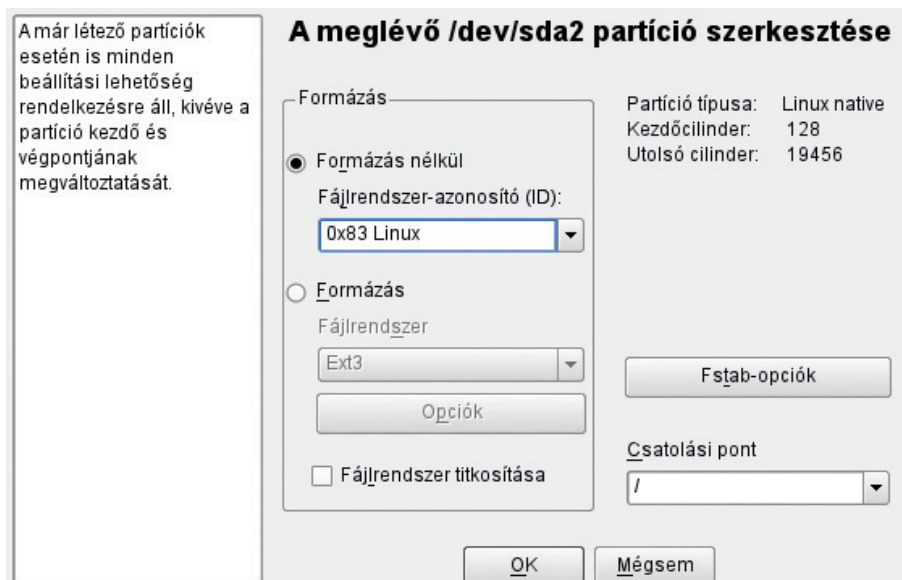 A már létező partíciók
esetén is minden
beállítási lehetőség
rendelkezésre áll, kivéve a
partíció kezdő és
végpontjának
megváltoztatását.
A meglévő /dev/sda2 partíció szerkesztése
Formázás
Formázás nélkül
Fájlrendszer-azonosító (ID):
0x83 Linux
Formázás
Fájlrendszer
Ext3
Opciók
Fájlrendszer titkosítása
Partíció típusa: Linux native
Kezdőcilinder: 128
Utolsó cilinder: 19456
Fstab-opciók
Csatolási pont
/
OK
Mégsem